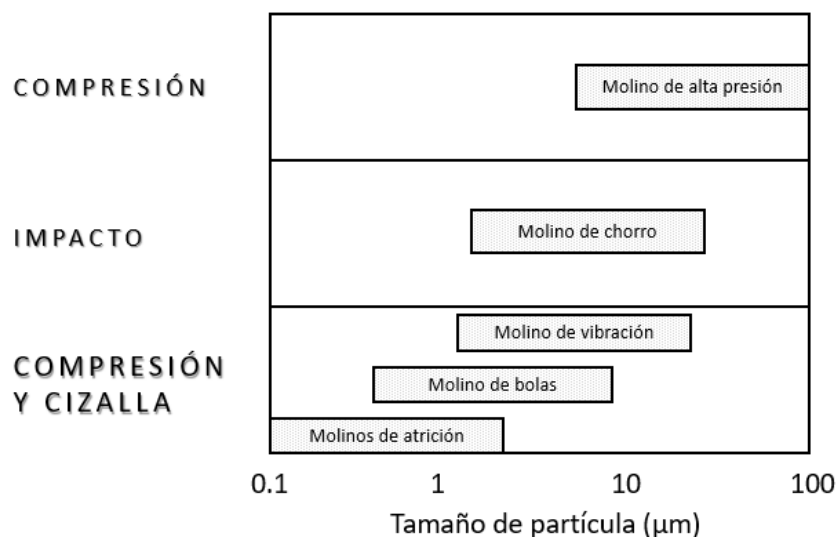 COMPRESIÓN
Molino de alta presión
IMPACTO
Molino de chorro
COMPRESIÓN
Y CIZALLA
Molino de vibración
Molino de bolas
Molinos de atrición
0.1
1
10
100
Tamaño de partícula (μm)